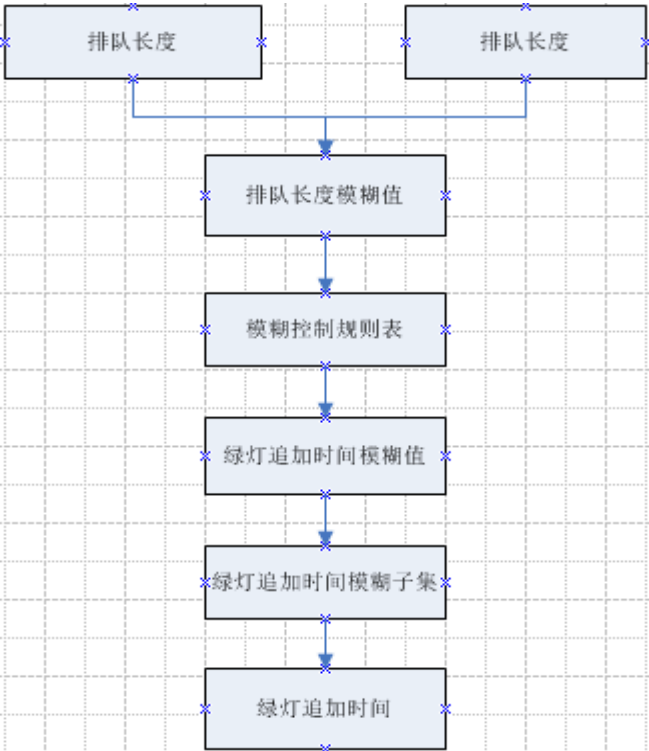 排队长度
排队长度
排队长度模糊值
模糊控制规则表
绿灯追加时间模糊值
绿灯追加时间模糊子集
绿灯追加时间